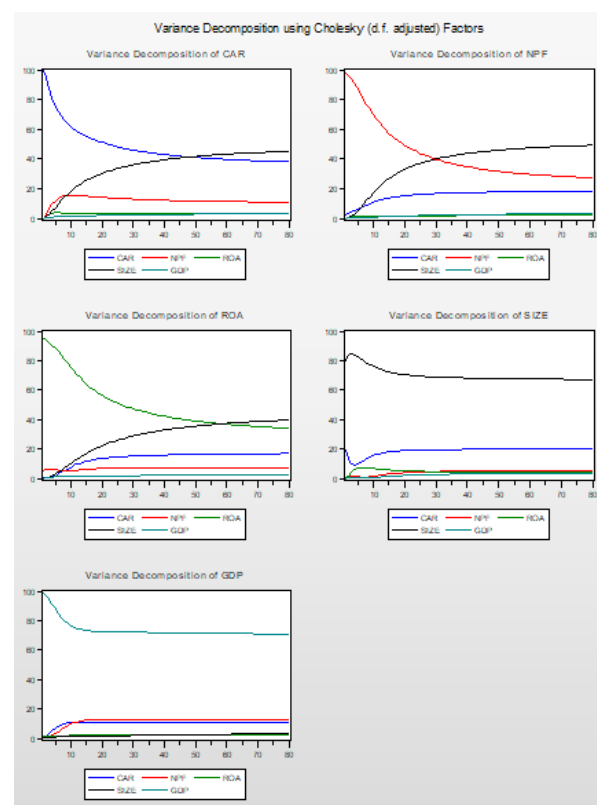 Variance Decomposition using Cholesky (d.f. adjusted) Factors
Variance Decomposition of CAR
100
80
60
40
20
0
10 20 30 40 50 60 70 80
CAR NPF ROA
SIZE GDP
Variance Decomposition of NPF
100
80
60
40
20
0
10 20 30 40 50 60 70 80
CAR NPF ROA
SIZE GDP
Variance Decomposition of ROA
100
80
60
40
20
0
10 20 30 40 50 60 70 80
CAR NPF ROA
SIZE GDP
Variance Decomposition of SIZE
100
80
60
40
20
0
10 20 30 40 50 60 70 80
CAR NPF ROA
SIZE GDP
Variance Decomposition of GDP
100
80
60
40
20
0
10 20 30 40 50 60 70 80
CAR NPF ROA
SIZE GDP